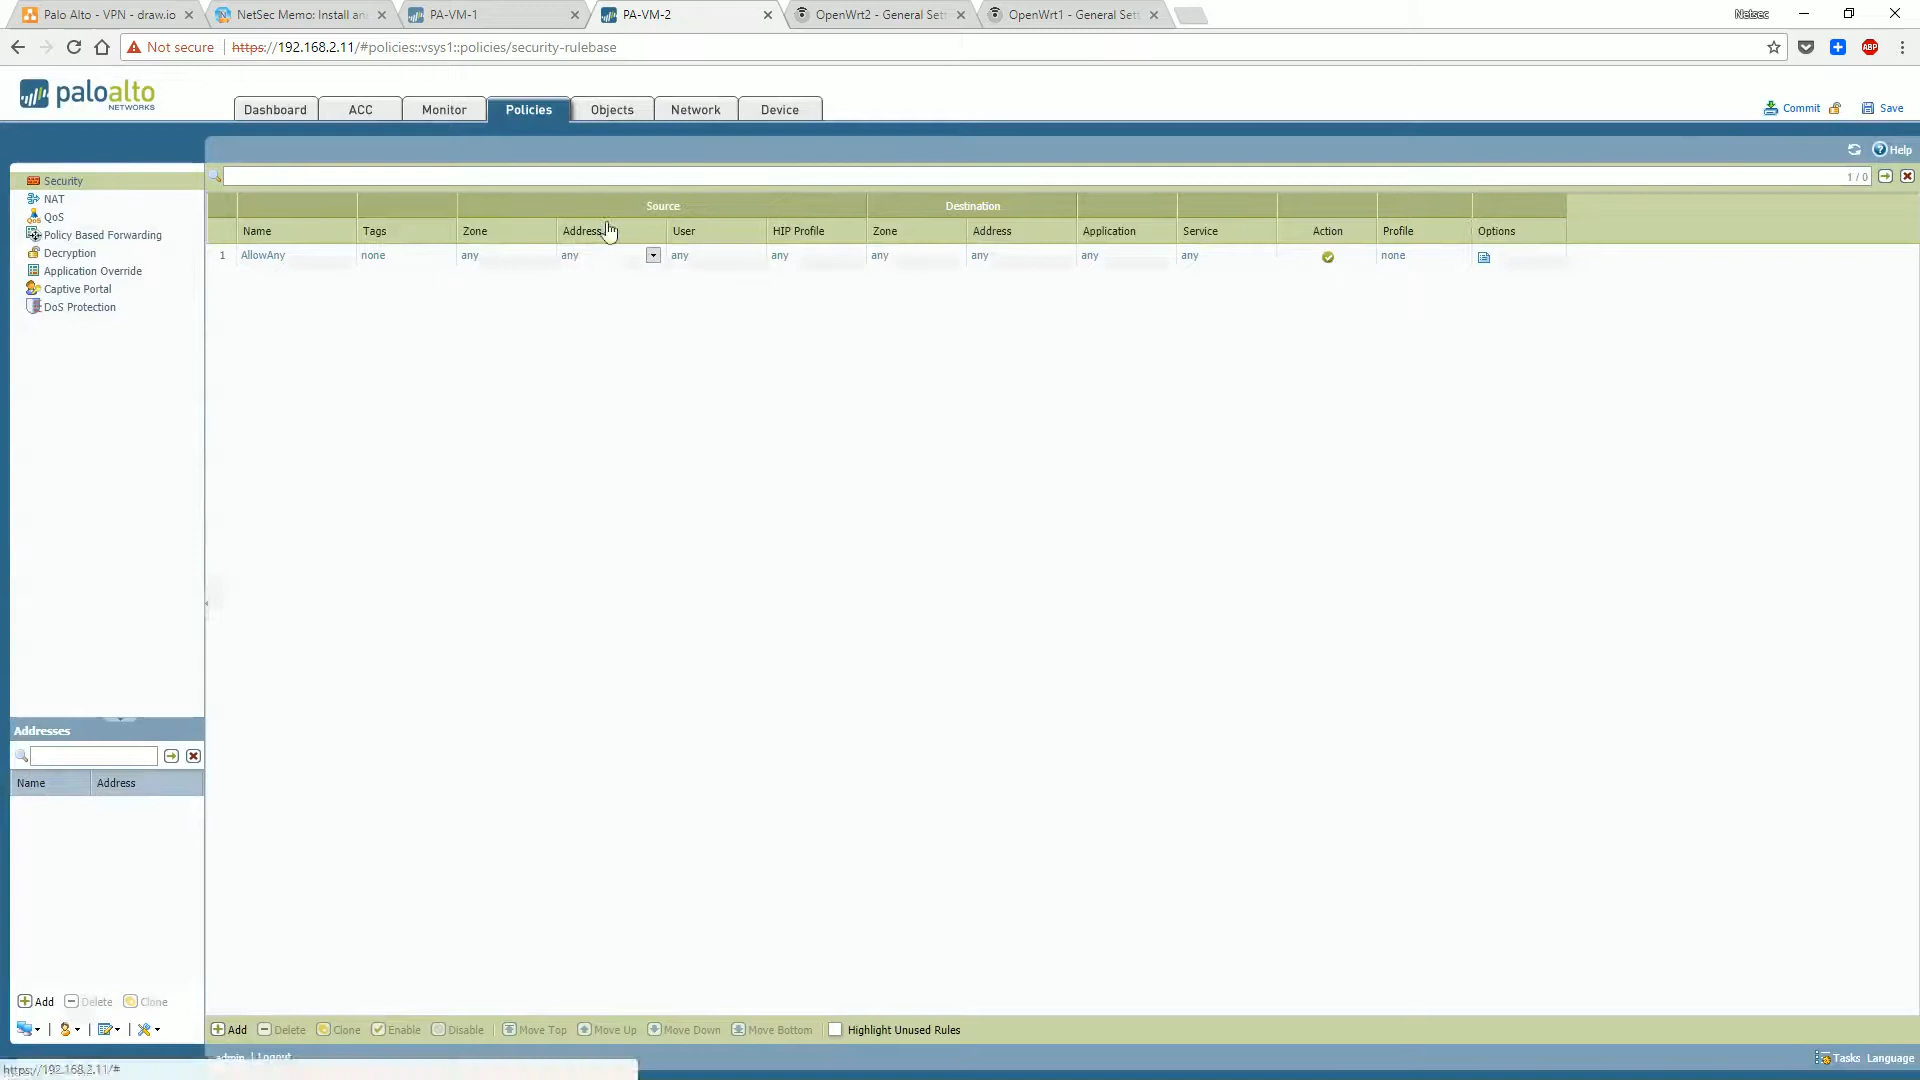 Palo Alto - VPN - draw.io
NetSec Memo: Install an
PA-VM-1
PA-VM-2
OpenWrt2 - General Set
OpenWrt1 - General Set
Netsec
Not secure https://192.168.2.11/#policies::vsys1::policies/security-rulebase
ABP
paloalto
NETWORKS
Dashboard ACC Monitor Policies Objects Network Device
Commit Save
Help
1 / 0
Security
NAT
QoS
Policy Based Forwarding
Decryption
Application Override
Captive Portal
DoS Protection
Source Destination
Name Tags Zone Address User HIP Profile Zone Address Application Service Action Profile Options
1 AllowAny none any any any any any any any any none
Addresses
Name Address
Add Delete Clone
Add Delete Clone Enable Disable Move Top Move Up Move Down Move Bottom Highlight Unused Rules
admin | Logout
Tasks Language
https://192.168.2.11/#